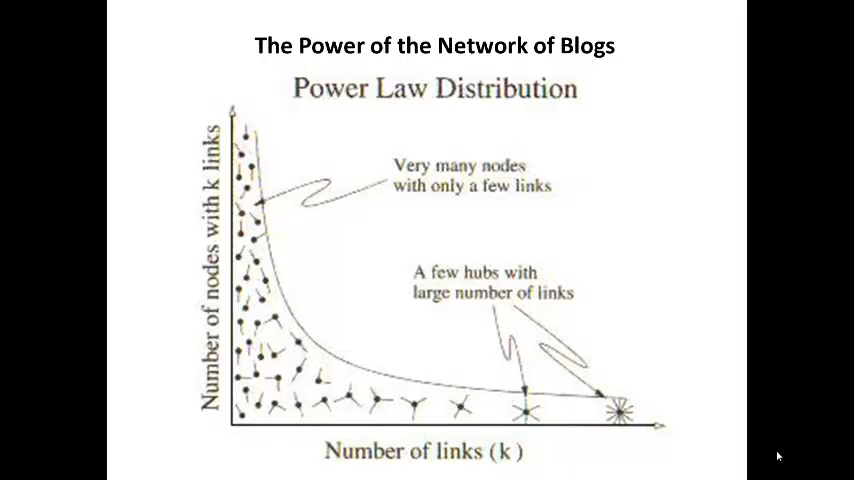 The Power of the Network of Blogs
Power Law Distribution
Number of nodes with k links
Very many nodes
with only a few links
A few hubs with
large number of links
Number of links (k)